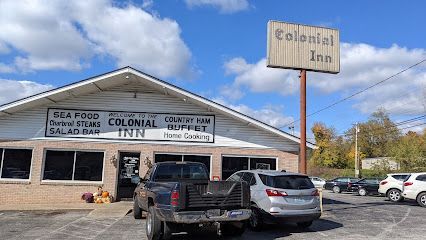 Colonial
Inn
SEA FOOD
Charbroil STEAKS
SALAD BAR
WELCOME TO THE
COLONIAL
INN
COUNTRY HAM
BUFFET
Home Cooking